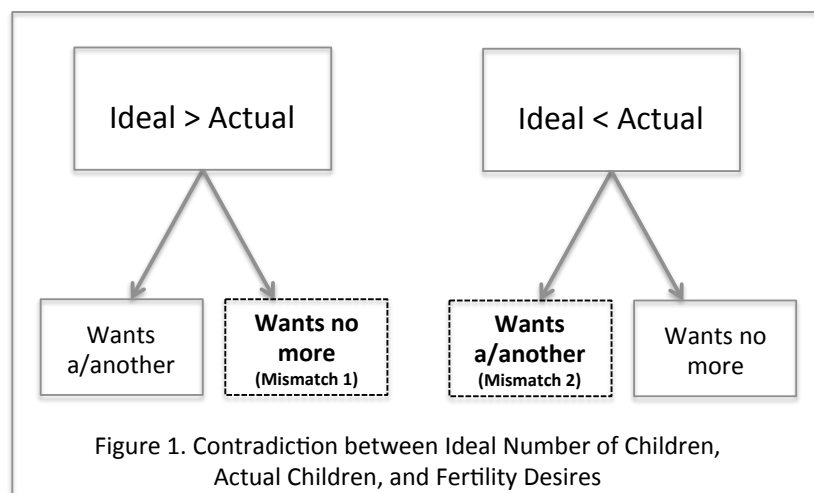 Ideal > Actual
Ideal < Actual
Wants
a/another
Wants no
more
(Mismatch 1)
Wants
a/another
(Mismatch 2)
Wants no
more
Figure 1. Contradiction between Ideal Number of Children,
Actual Children, and Fertility Desires